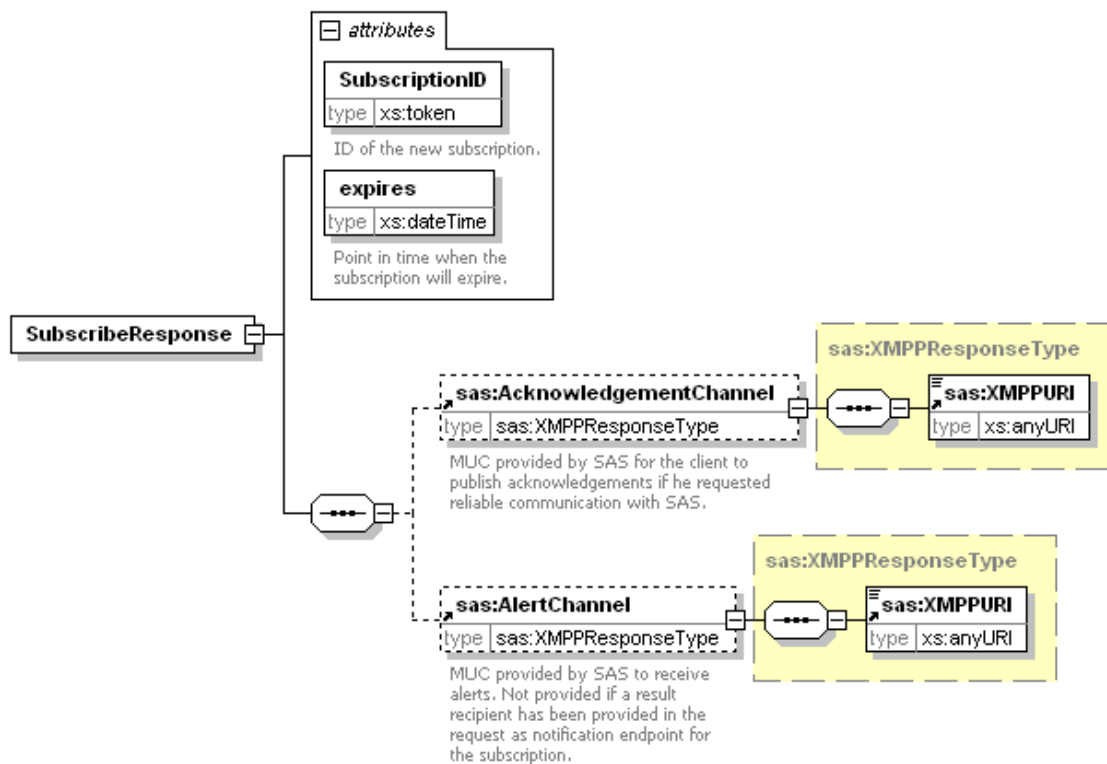 attributes
SubscriptionID
type xs:token
ID of the new subscription.
expires
type xs:dateTime
Point in time when the
subscription will expire.
SubscribeResponse
sas:XMPPResponseType
sas:AcknowledgementChannel
type sas:XMPPResponseType
sas:XMPPURI
type xs:anyURI
MUC provided by SAS for the client to
publish acknowledgements if he requested
reliable communication with SAS.
sas:XMPPResponseType
sas:AlertChannel
type sas:XMPPResponseType
sas:XMPPURI
type xs:anyURI
MUC provided by SAS to receive
alerts. Not provided if a result
recipient has been provided in the
request as notification endpoint for
the subscription.